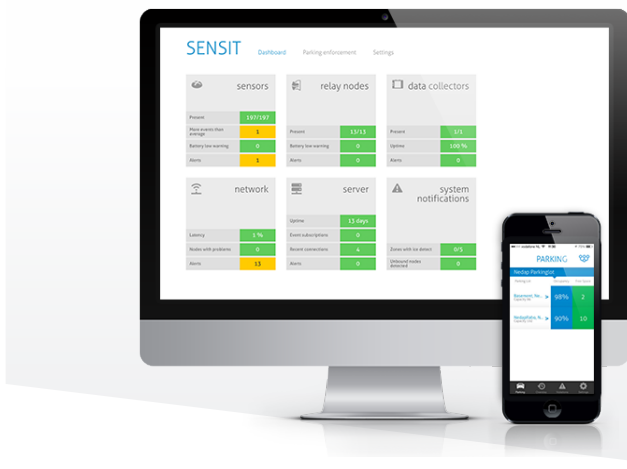 SENSIT
Dashboard Parking enforcement Settings
sensors
Present 197/197
More events than average 1
Battery low warning 0
Alerts 1
relay nodes
Present 13/13
Battery low warning 0
Alerts 0
data collectors
Present 1/1
Uptime 100 %
Alerts 0
network
Latency 1 %
Nodes with problems 0
Alerts 13
server
Uptime 13 days
Event subscriptions 0
Recent connections 4
Alerts 0
system
notifications
Zones with ice detect 0/5
Unbound nodes
detected 0
PARKING
Nedap Parkinglot
98% 2
90% 10